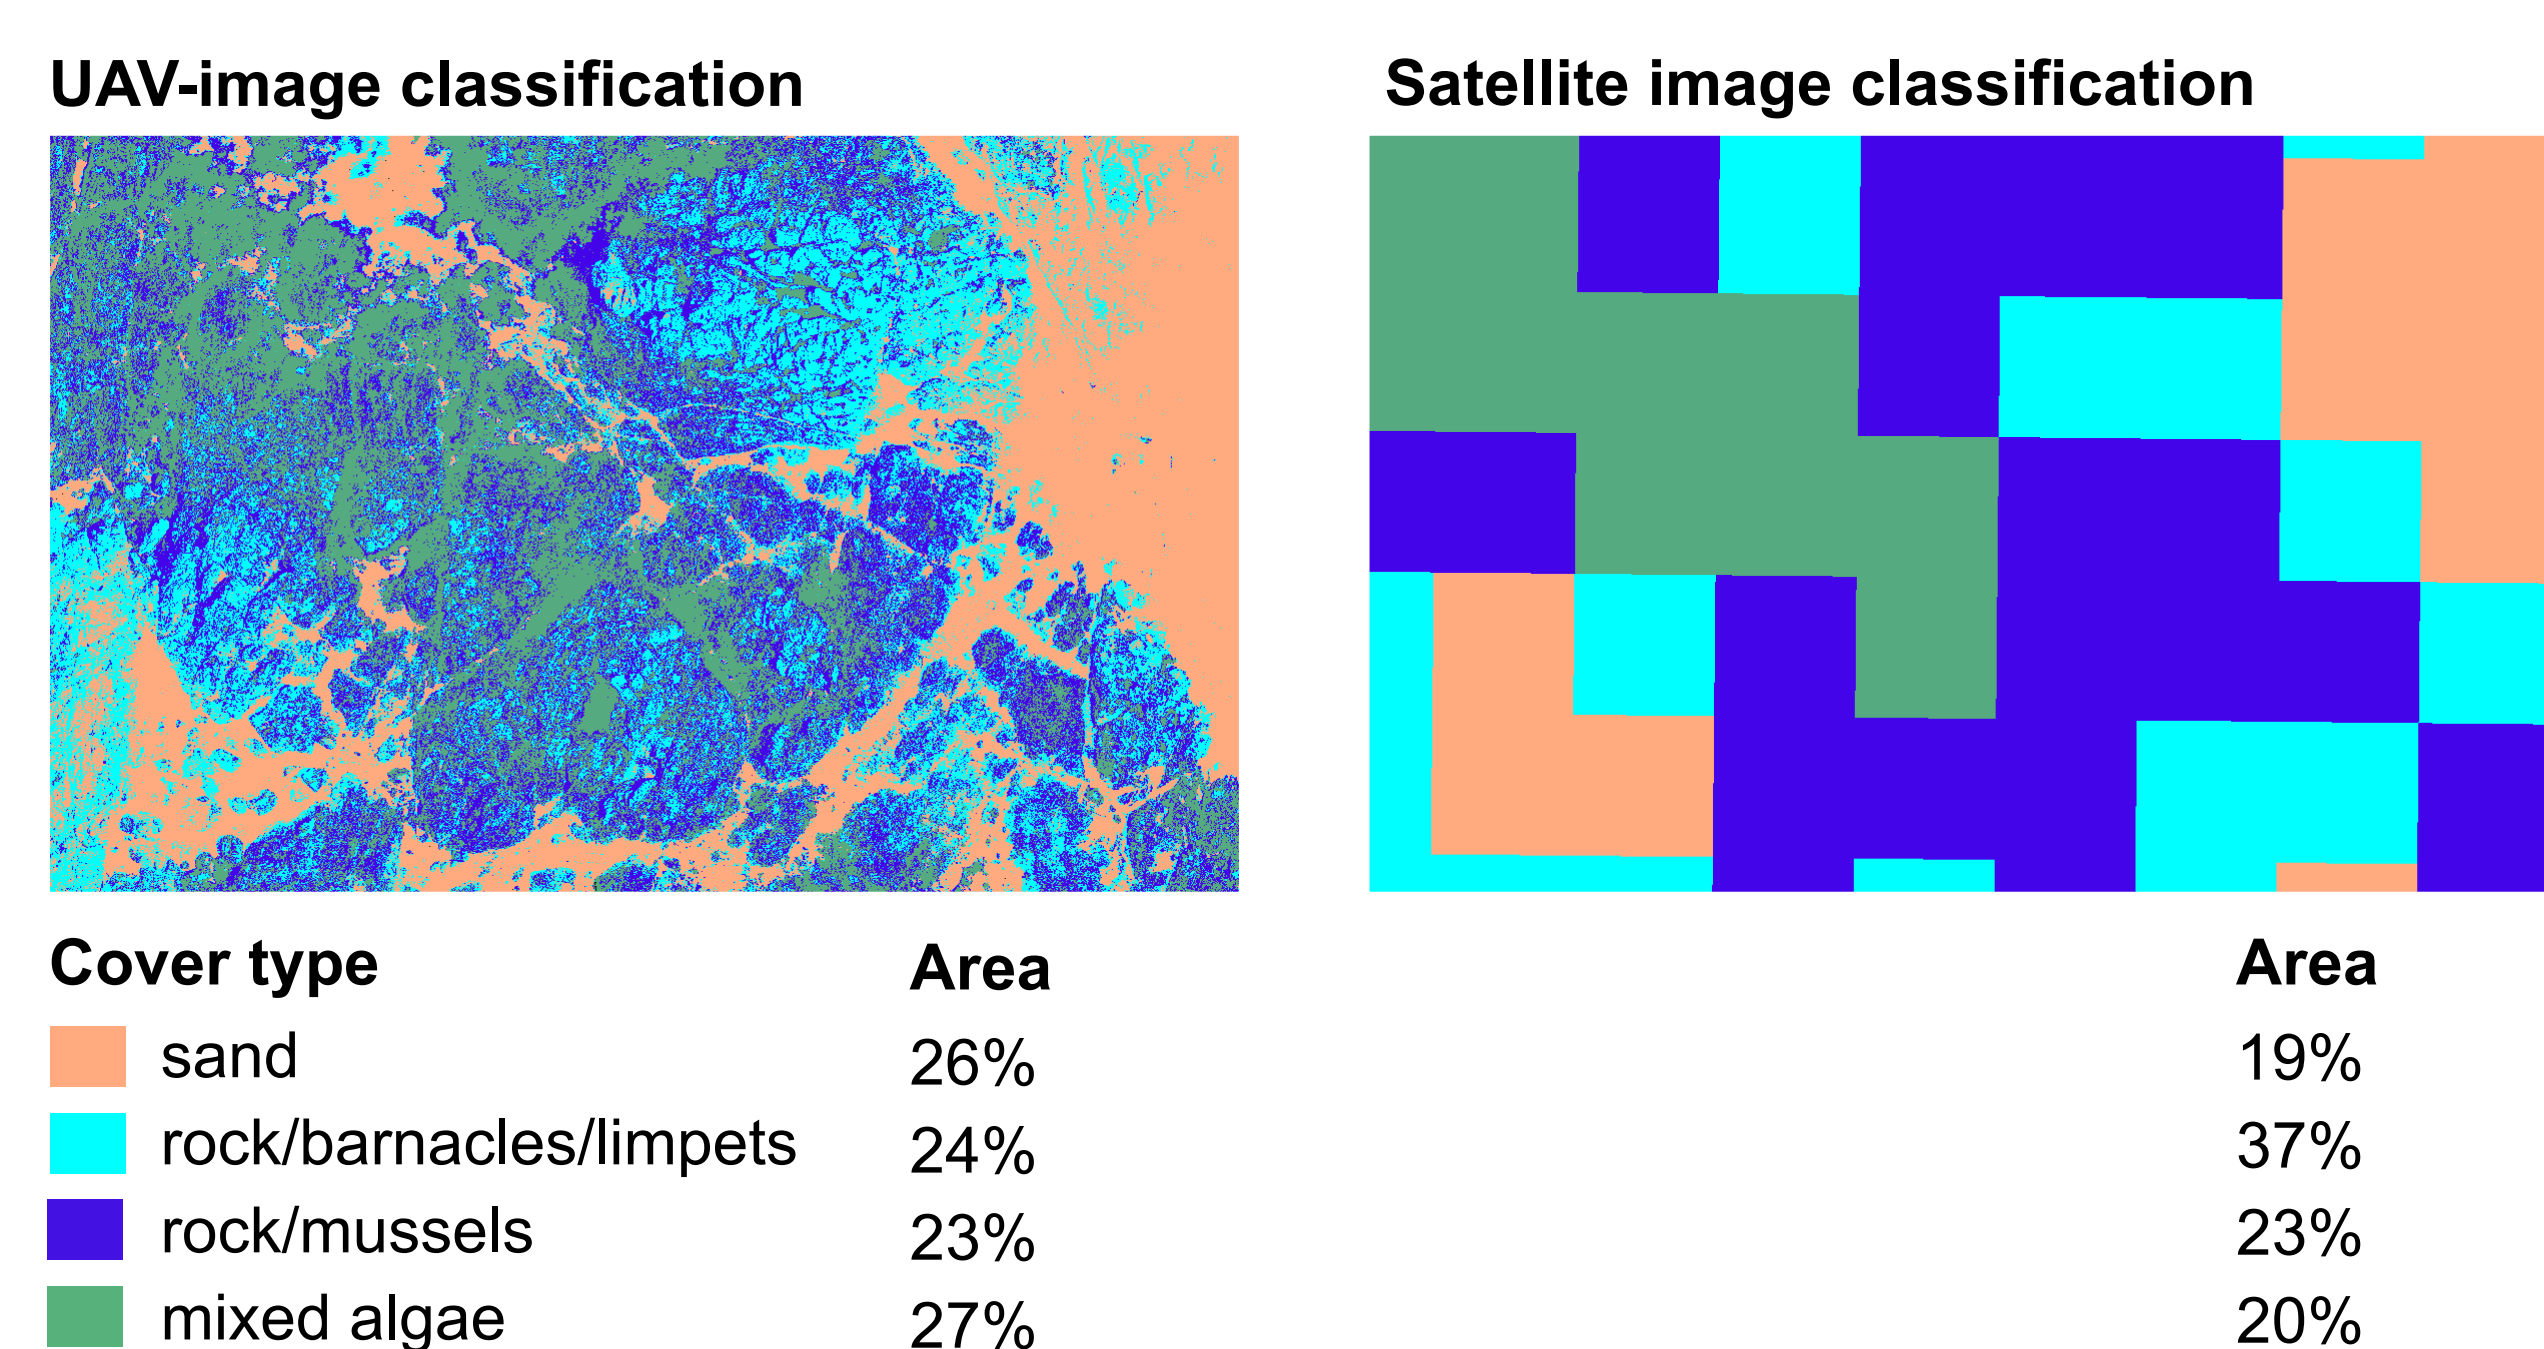 UAV-image classification
Satellite image classification
Cover type Area Area
sand 26% 19%
rock/barnacles/limpets 24% 37%
rock/mussels 23% 23%
mixed algae 27% 20%